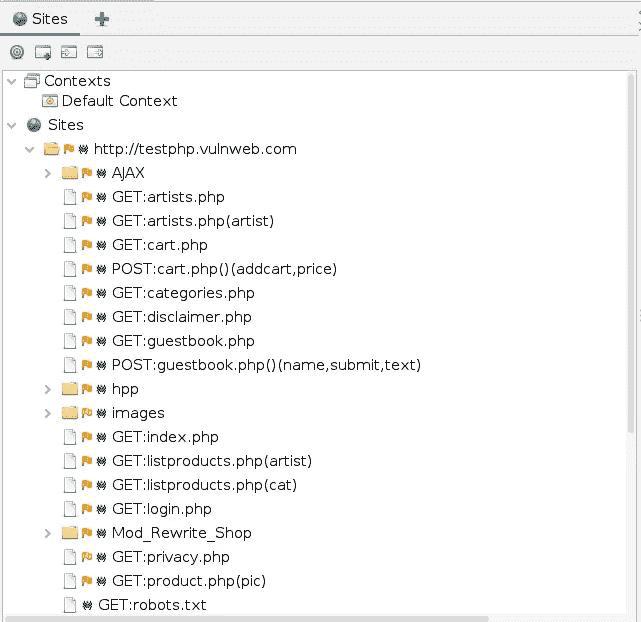 Sites
Contexts
Default Context
Sites
http://testphp.vulnweb.com
AJAX
GET:artists.php
GET:artists.php(artist)
GET:cart.php
POST:cart.php()(addcart,price)
GET:categories.php
GET:disclaimer.php
GET:guestbook.php
POST:guestbook.php()(name,submit,text)
hpp
images
GET:index.php
GET:listproducts.php(artist)
GET:listproducts.php(cat)
GET:login.php
Mod_Rewrite_Shop
GET:privacy.php
GET:product.php(pic)
GET:robots.txt